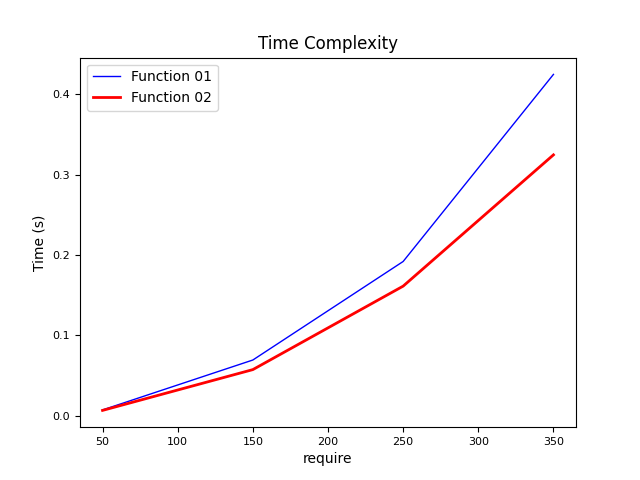 Time Complexity
Function 01
Function 02
Time (s)
0.4
0.3
0.2
0.1
0.0
50 100 150 200 250 300 350
require